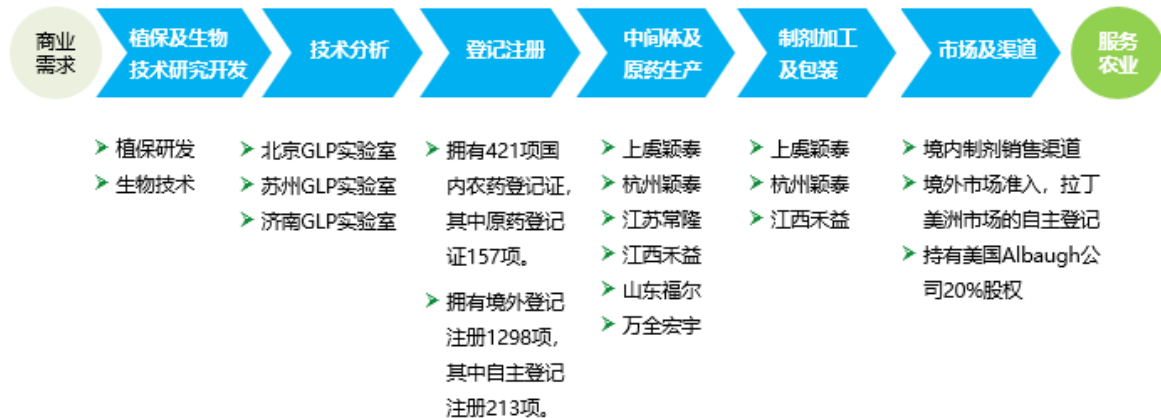 商业
需求
植保及生物
技术研究开发
技术分析
登记注册
中间体及
原药生产
制剂加工
及包装
市场及渠道
服务
农业
植保研发
生物技术
北京GLP实验室
苏州GLP实验室
济南GLP实验室
拥有421项国
内农药登记证,
其中原药登记
证157项。
拥有境外登记
注册1298项,
其中自主登记
注册213项。
上虞颖泰
杭州颖泰
江苏常隆
江西禾益
山东福尔
万全宏宇
上虞颖泰
杭州颖泰
江西禾益
境内制剂销售渠道
境外市场准入，拉丁
美洲市场的自主登记
持有美国Albaugh公
司20%股权